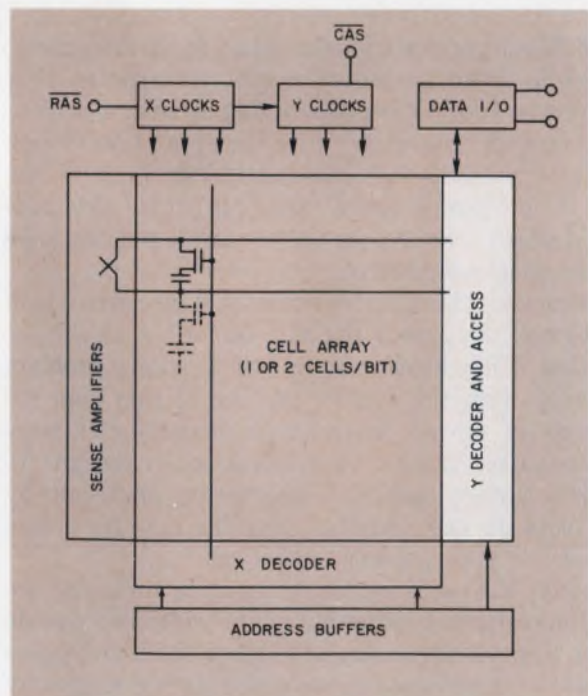 CAS
RAS
X CLOCKS
Y CLOCKS
DATA I/O
SENSE AMPLIFIERS
CELL ARRAY
(1 OR 2 CELLS/BIT)
Y DECODER AND ACCESS
X DECODER
ADDRESS BUFFERS